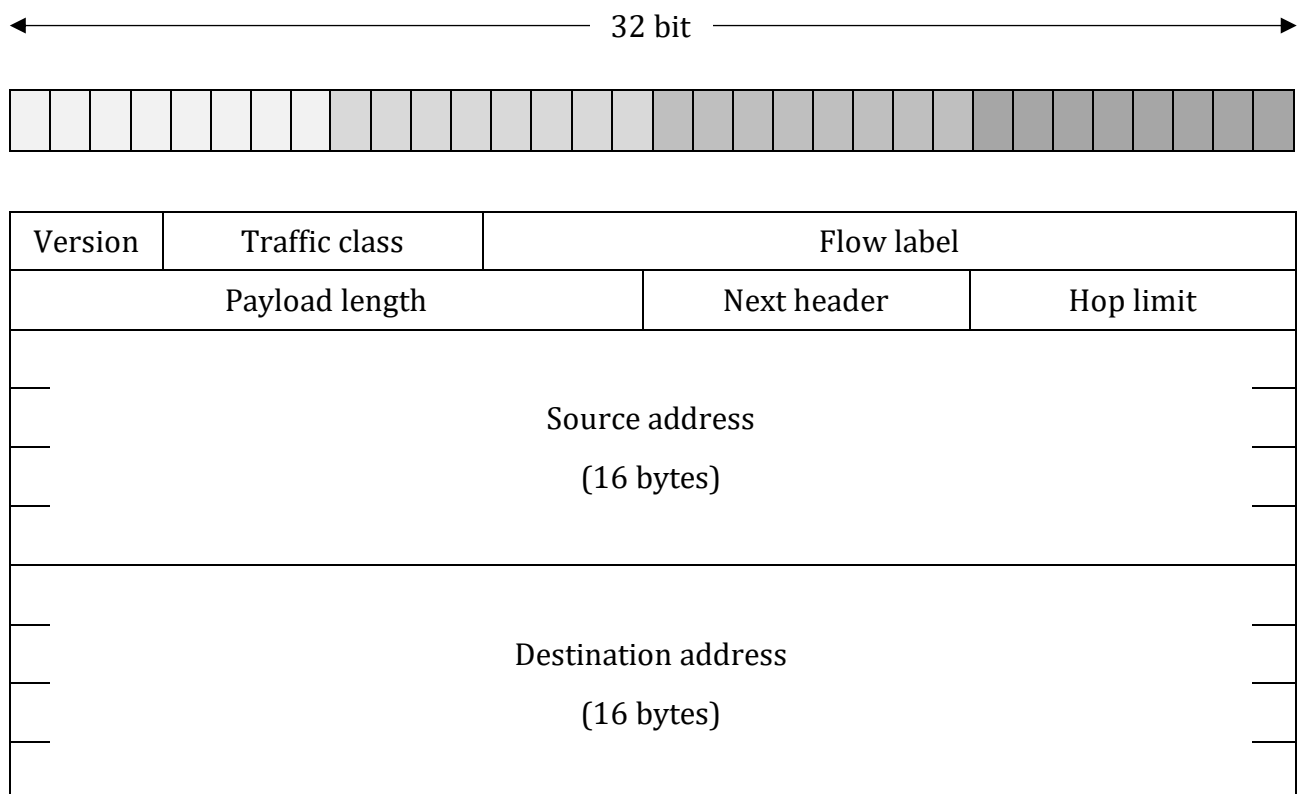 32 bit
Version Traffic class Flow label
Payload length Next header Hop limit
Source address
(16 bytes)
Destination address
(16 bytes)